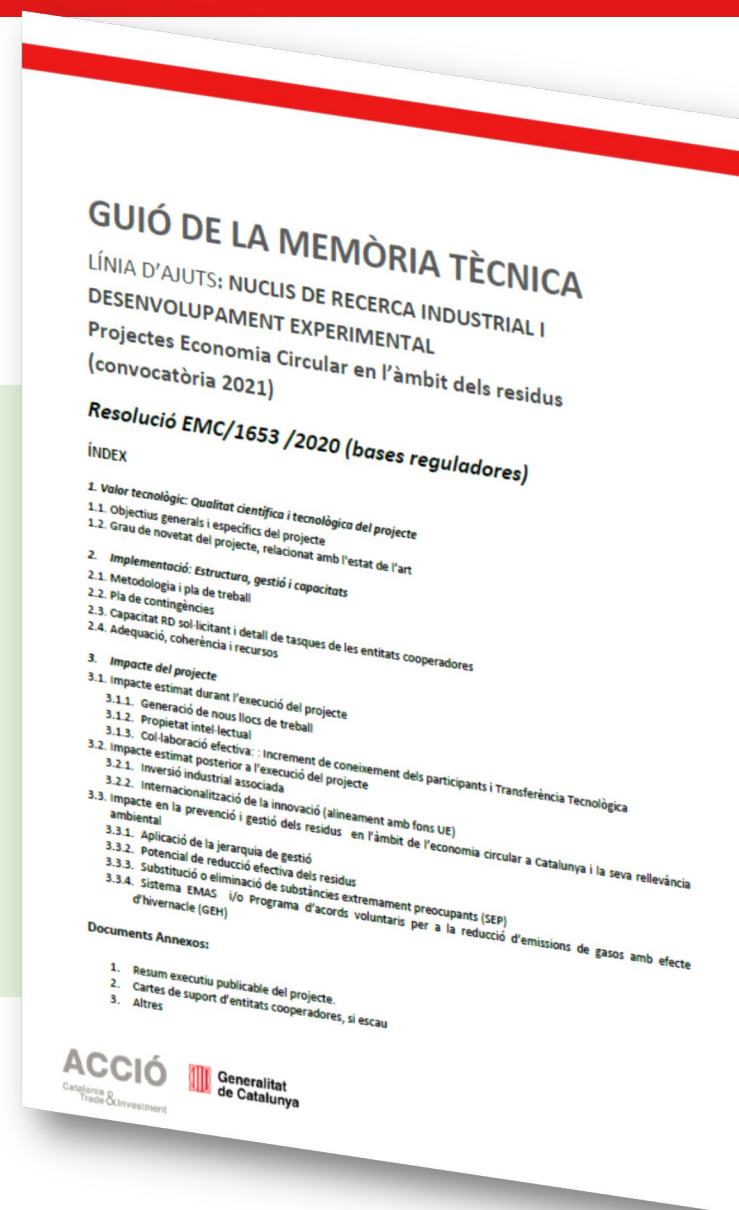 GUIÓ DE LA MEMÒRIA TÈCNICA
LÍNIA D'AJUTS: NUCLIS DE RECERCA INDUSTRIAL I
DESENVOLUPAMENT EXPERIMENTAL
Projectes Economia Circular en l'àmbit dels residus
(convocatòria 2021)
Resolució EMC/1653 /2020 (bases reguladores)
ÍNDEX
1. Valor tecnològic: Qualitat científica i tecnològica del projecte
1.1. Objectius generals i específics del projecte
1.2. Grau de novetat del projecte, relacionat amb l'estat de l'art
2. Implementació: Estructura, gestió i capacitats
2.1. Metodologia i pla de treball
2.2. Pla de contingències
2.3. Capacitat RD sol·licitant i detall de tasques de les entitats cooperadores
2.4. Adequació, coherència i recursos
3. Impacte del projecte
3.1. Impacte estimat durant l'execució del projecte
3.1.1. Generació de nous llocs de treball
3.1.2. Propietat intel·lectual
3.1.3. Col·laboració efectiva: : Increment de coneixement dels participants i Transferència Tecnològica
3.2. Impacte estimat posterior a l'execució del projecte
3.2.1. Inversió industrial associada
3.2.2. Internacionalització de la innovació (alineament amb fons UE)
3.3. Impacte en la prevenció i gestió dels residus en l'àmbit de l'economia circular a Catalunya i la seva rellevància
ambiental
3.3.1. Aplicació de la jerarquia de gestió
3.3.2. Potencial de reducció efectiva dels residus
3.3.3. Substitució o eliminació de substàncies extremament preocupants (SEP)
3.3.4. Sistema EMAS i/o Programa d'acords voluntaris per a la reducció d'emissions de gasos amb efecte
d'hivernacle (GEH)
Documents Annexos:
1. Resum executiu publicable del projecte.
2. Cartes de suport d'entitats cooperadores, si escau
3. Altres
ACCIÓ
Catalonia
Trade & Investment
Generalitat
de Catalunya